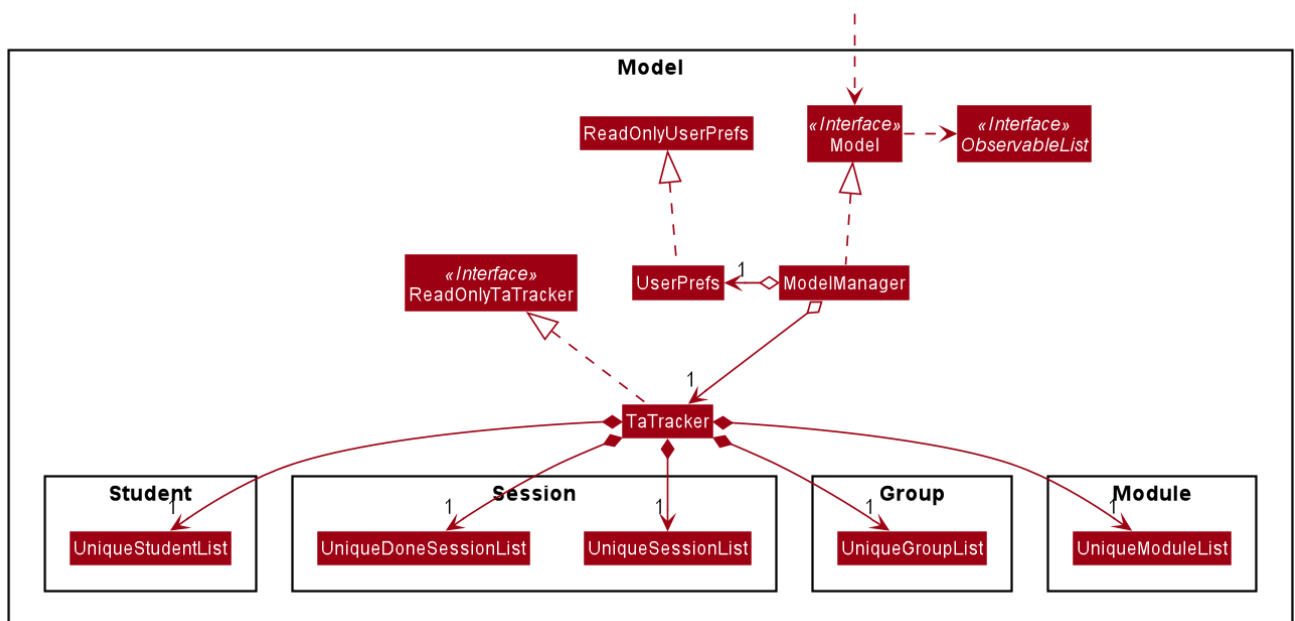 Model
ReadOnlyUserPrefs
«Interface»
Model
«Interface»
ObservableList
«Interface»
ReadOnlyTaTracker
UserPrefs
1
ModelManager
1
TaTracker
Student
1
UniqueStudentList
Session
1
UniqueDoneSessionList
1
UniqueSessionList
Group
1
UniqueGroupList
Module
1
UniqueModuleList